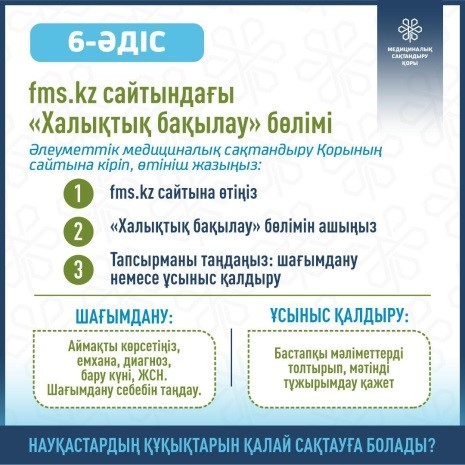 6-ӘДІС
МЕДИЦИНАЛЫҚ
САҚТАНДЫРУ
ҚОРЫ
fms.kz сайтындағы
«Халықтық бақылау» бөлімі
Әлеуметтік медициналық сақтандыру Қорының
сайтына кіріп, өтініш жазыңыз:
1 fms.kz сайтына өтіңіз
2 «Халықтық бақылау» бөлімін ашыңыз
3 Тапсырманы таңдаңыз: шағымдану
немесе ұсыныс қалдыру
ШАҒЫМДАНУ:
Аймақты көрсетіңіз,
емхана, диагноз,
бару күні, ЖСН.
Шағымдану себебін таңдау.
ҰСЫНЫС ҚАЛДЫРУ:
Бастапқы мәліметтерді
толтырып, мәтінді
тұжырымдау қажет
НАУҚАСТАРДЫҢ ҚҰҚЫҚТАРЫН ҚАЛАЙ САҚТАУҒА БОЛАДЫ?